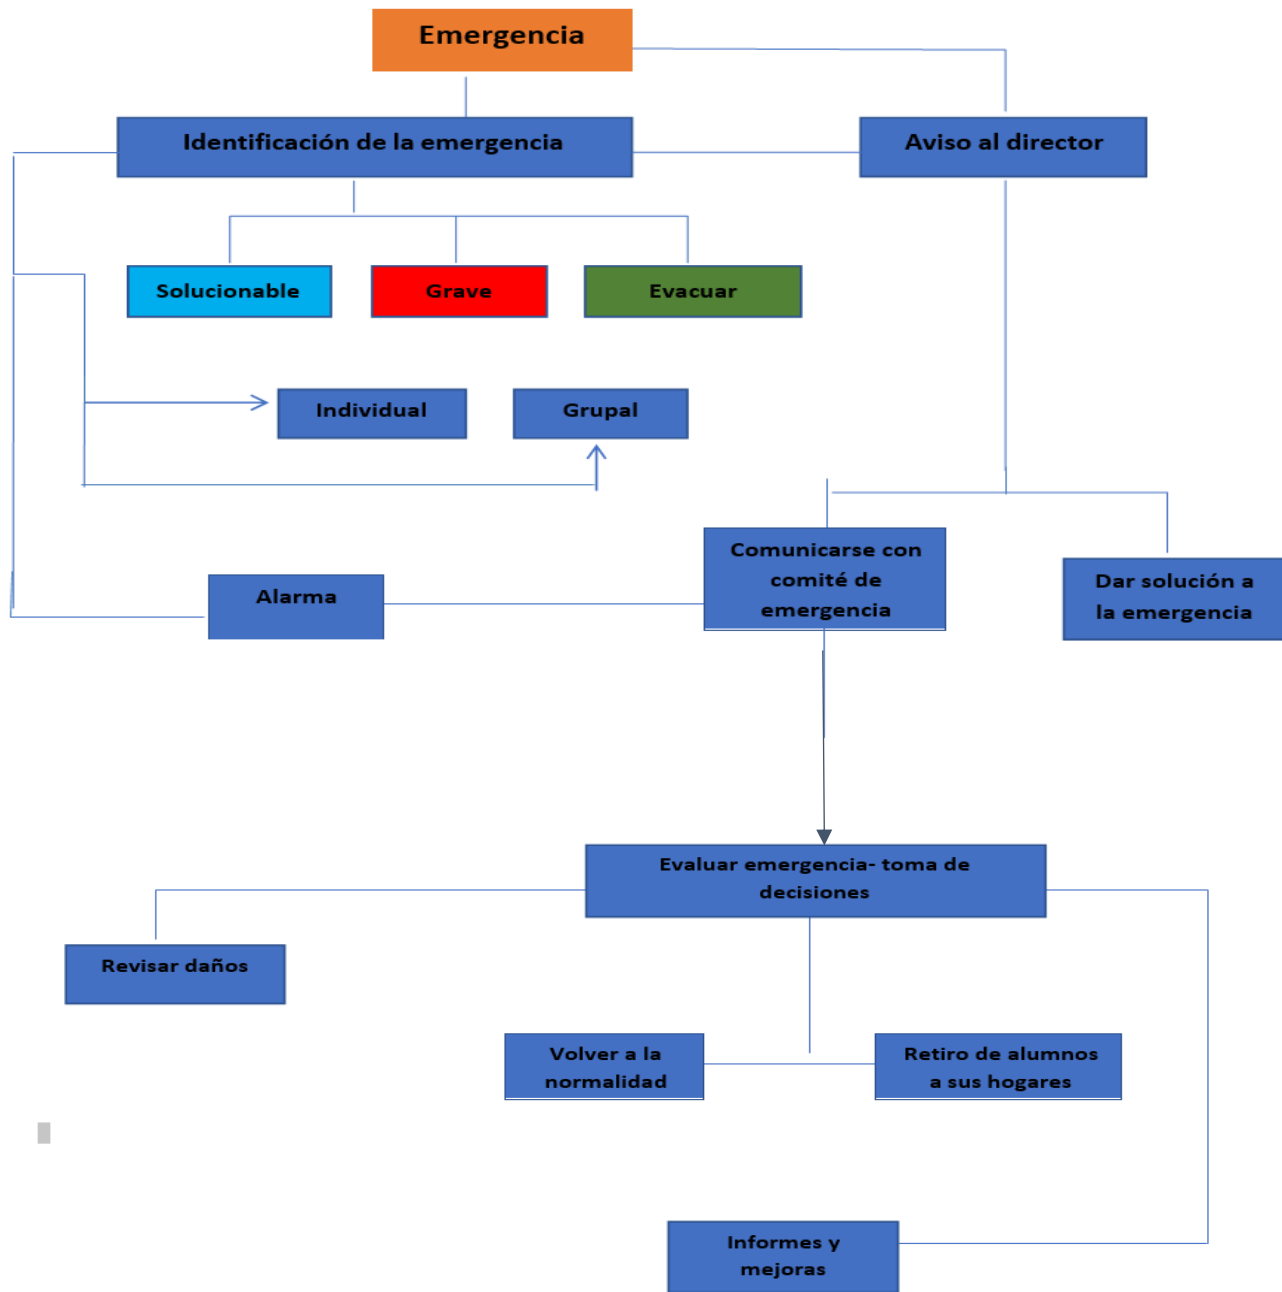 Emergencia
Identificación de la emergencia
Aviso al director
Solucionable
Grave
Evacuar
Individual
Grupal
Comunicarse con
comité de
emergencia
Dar solución a
la emergencia
Alarma
Evaluar emergencia- toma de
decisiones
Revisar daños
Volver a la
normalidad
Retiro de alumnos
a sus hogares
Informes y
mejoras